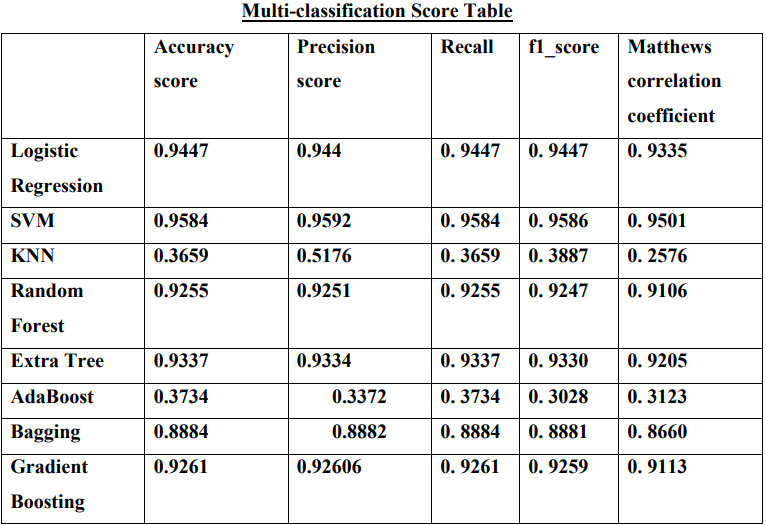 Multi-classification Score Table
Accuracy score Precision score Recall f1_score Matthews correlation coefficient
Logistic Regression 0.9447 0.944 0. 9447 0. 9447 0. 9335
SVM 0.9584 0.9592 0. 9584 0. 9586 0. 9501
KNN 0.3659 0.5176 0. 3659 0. 3887 0. 2576
Random Forest 0.9255 0.9251 0. 9255 0. 9247 0. 9106
Extra Tree 0.9337 0.9334 0. 9337 0. 9330 0. 9205
AdaBoost 0.3734 0.3372 0. 3734 0. 3028 0. 3123
Bagging 0.8884 0.8882 0. 8884 0. 8881 0. 8660
Gradient Boosting 0.9261 0.92606 0. 9261 0. 9259 0. 9113